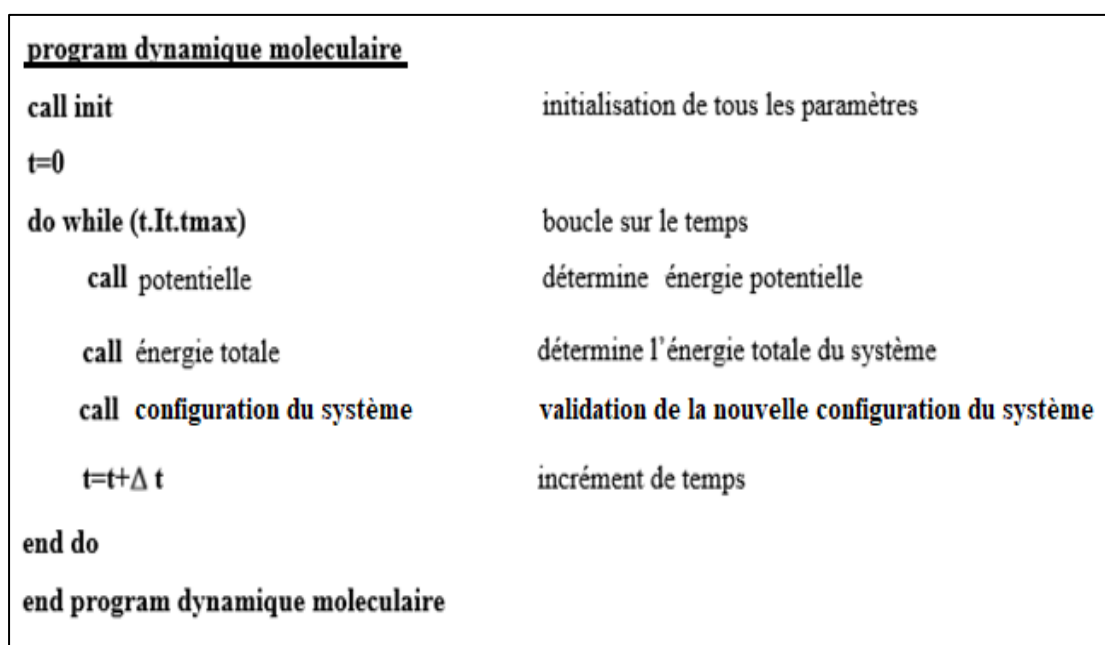 program dynamique moleculaire
call init initialisation de tous les paramètres
t=0
do while (t.It.tmax) boucle sur le temps
call potentielle détermine énergie potentielle
call énergie totale détermine l'énergie totale du système
call configuration du système validation de la nouvelle configuration du système
t=t+Δ t incrément de temps
end do
end program dynamique moleculaire